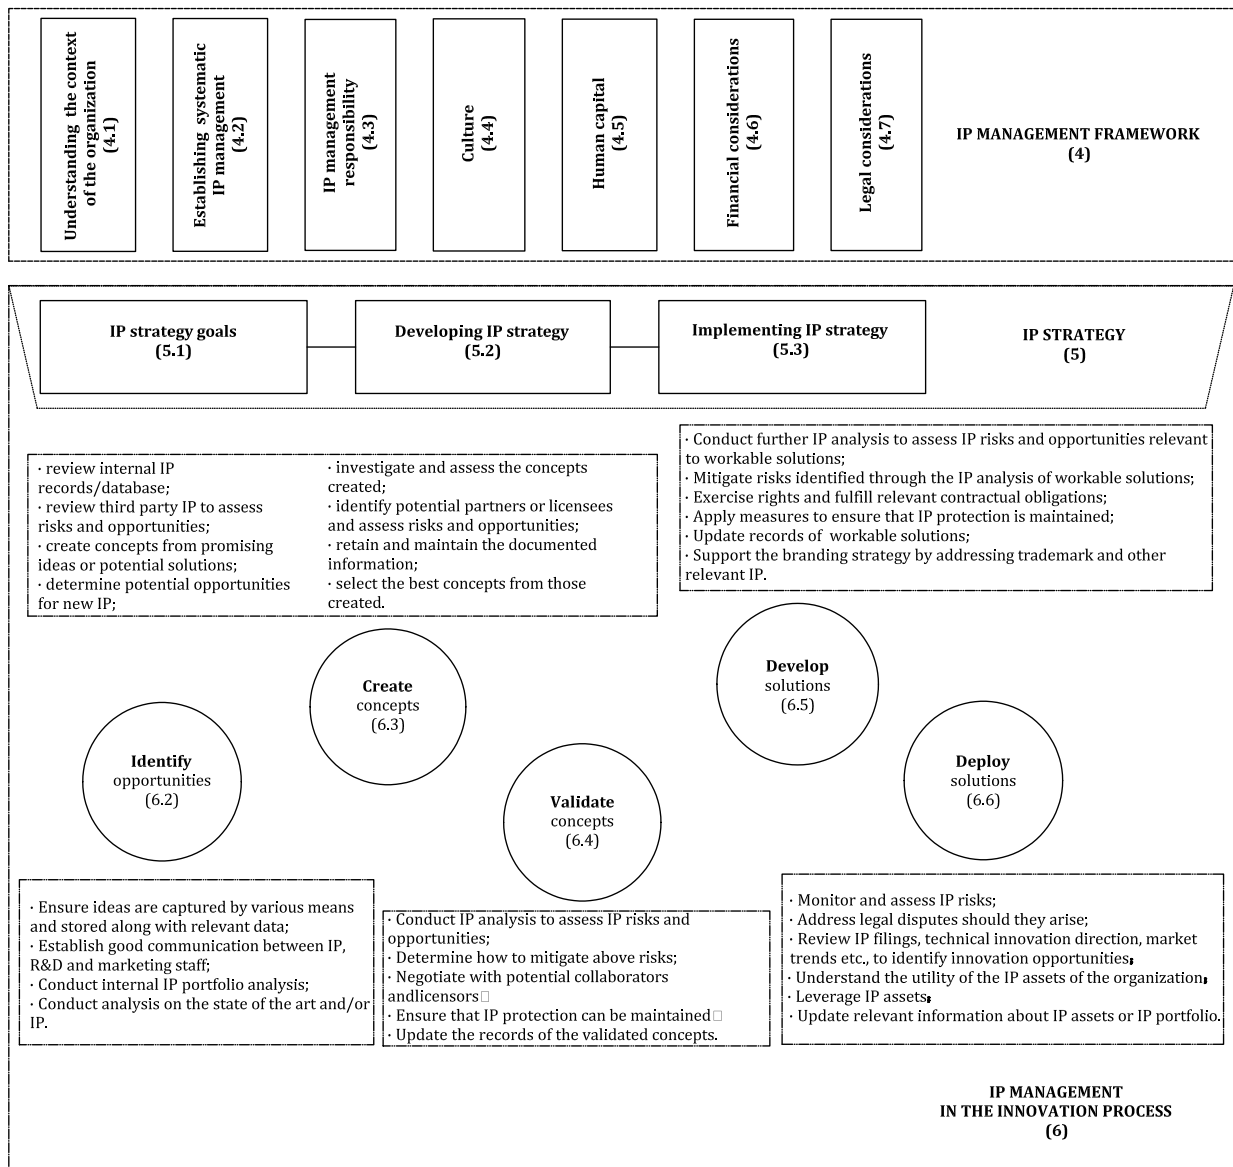 Understanding the context
of the organization
(4.1)
Establishing systematic
IP management
(4.2)
IP management
responsibility
(4.3)
Culture
(4.4)
Human capital
(4.5)
Financial considerations
(4.6)
Legal considerations
(4.7)
IP MANAGEMENT FRAMEWORK
(4)
IP strategy goals
(5.1)
Developing IP strategy
(5.2)
Implementing IP strategy
(5.3)
IP STRATEGY
(5)
· review internal IP
records/database;
· review third party IP to assess
risks and opportunities;
· create concepts from promising
ideas or potential solutions;
· determine potential opportunities
for new IP;
· investigate and assess the concepts
created;
· identify potential partners or licensees
and assess risks and opportunities;
· retain and maintain the documented
information;
· select the best concepts from those
created.
· Conduct further IP analysis to assess IP risks and opportunities relevant
to workable solutions;
· Mitigate risks identified through the IP analysis of workable solutions;
· Exercise rights and fulfill relevant contractual obligations;
· Apply measures to ensure that IP protection is maintained;
· Update records of workable solutions;
· Support the branding strategy by addressing trademark and other
relevant IP.
Identify
opportunities
(6.2)
Create
concepts
(6.3)
Validate
concepts
(6.4)
Develop
solutions
(6.5)
Deploy
solutions
(6.6)
· Ensure ideas are captured by various means
and stored along with relevant data;
· Establish good communication between IP,
R&D and marketing staff;
· Conduct internal IP portfolio analysis;
· Conduct analysis on the state of the art and/or
IP.
· Conduct IP analysis to assess IP risks and
opportunities;
· Determine how to mitigate above risks;
· Negotiate with potential collaborators
andlicensors□
· Ensure that IP protection can be maintained□
· Update the records of the validated concepts.
· Monitor and assess IP risks;
· Address legal disputes should they arise;
· Review IP filings, technical innovation direction, market
trends etc., to identify innovation opportunities;
· Understand the utility of the IP assets of the organization;
· Leverage IP assets;
· Update relevant information about IP assets or IP portfolio.
IP MANAGEMENT
IN THE INNOVATION PROCESS
(6)